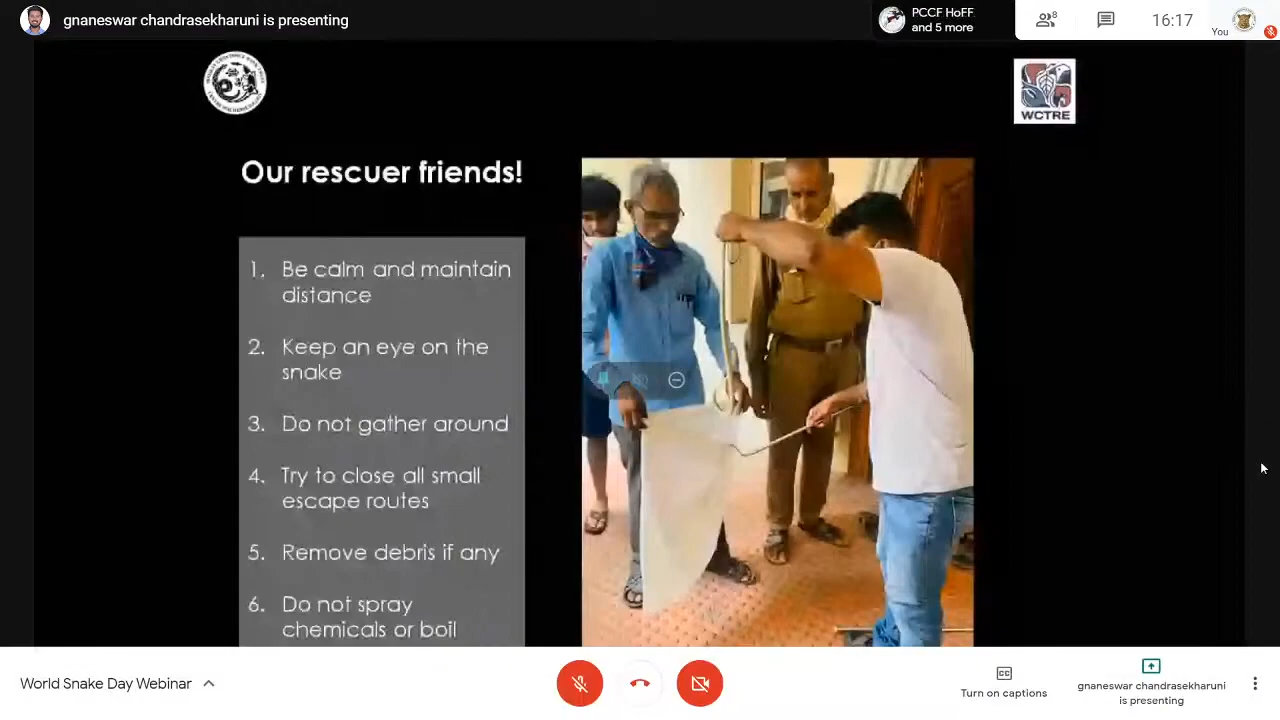 gnaneswar chandrasekharuni is presenting
PCCF HoFF
and 5 more
8
16:17
You
WCTRE
Our rescuer friends!
1. Be calm and maintain
distance
2. Keep an eye on the
snake
3. Do not gather around
4. Try to close all small
escape routes
5. Remove debris if any
6. Do not spray
chemicals or boil
World Snake Day Webinar
CC
Turn on captions
gnaneswar chandrasekharuni
is presenting